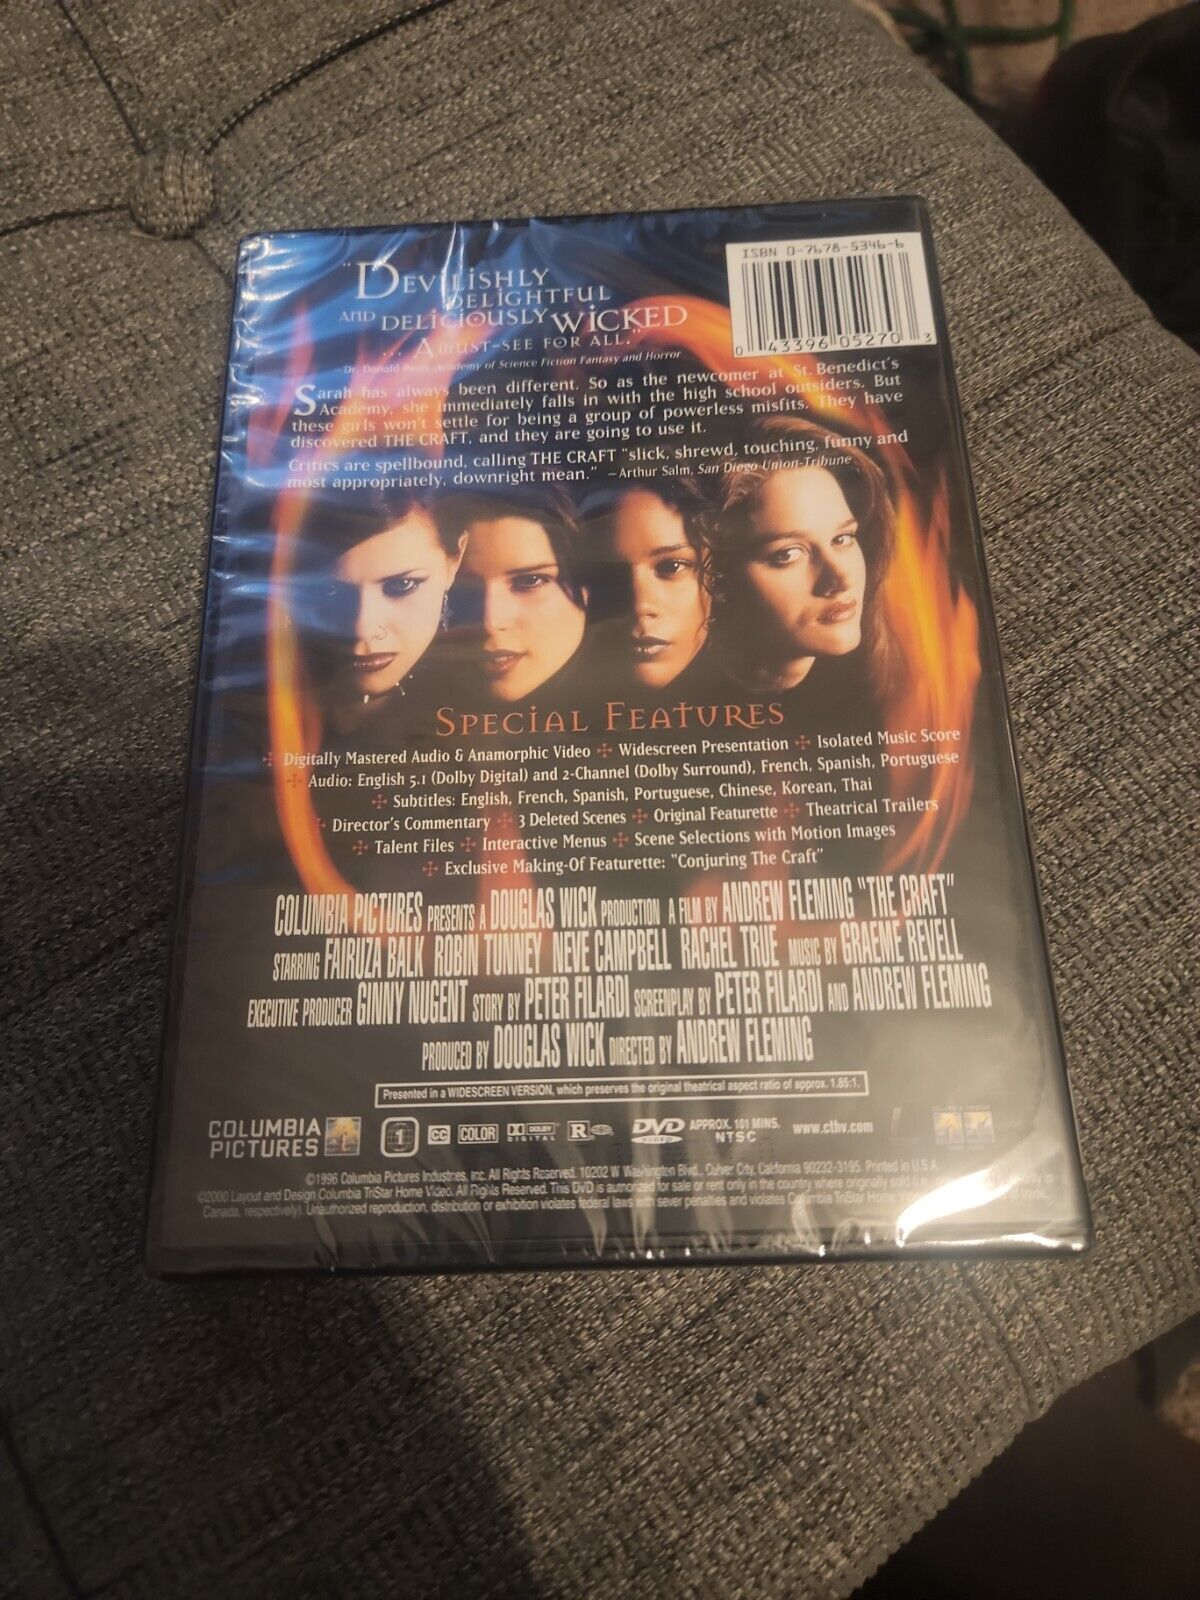 ISBN 0-7678-5346-6
0 43396 05270 3
"DEVILISHLY
DELIGHTFUL
AND DELICIOUSLY WICKED
... A MUST-SEE FOR ALL."
–Dr. Donald Reed, Academy of Science Fiction Fantasy and Horror
Sarah has always been different. So as the newcomer at St. Benedict's
Academy, she immediately falls in with the high school outsiders. But
these girls won't settle for being a group of powerless misfits. They have
discovered THE CRAFT, and they are going to use it.
Critics are spellbound, calling THE CRAFT "slick, shrewd, touching, funny and
most appropriately, downright mean." –Arthur Salm, San Diego Union-Tribune
SPECIAL FEATURES
Digitally Mastered Audio & Anamorphic Video Widescreen Presentation Isolated Music Score
Audio: English 5.1 (Dolby Digital) and 2-Channel (Dolby Surround), French, Spanish, Portuguese
Subtitles: English, French, Spanish, Portuguese, Chinese, Korean, Thai
Director's Commentary 3 Deleted Scenes Original Featurette Theatrical Trailers
Talent Files Interactive Menus Scene Selections with Motion Images
Exclusive Making-Of Featurette: "Conjuring The Craft"
COLUMBIA PICTURES PRESENTS A DOUGLAS WICK PRODUCTION A FILM BY ANDREW FLEMING "THE CRAFT"
STARRING FAIRUZA BALK ROBIN TUNNEY NEVE CAMPBELL RACHEL TRUE MUSIC BY GRAEME REVELL
EXECUTIVE PRODUCER GINNY NUGENT STORY BY PETER FILARDI SCREENPLAY BY PETER FILARDI AND ANDREW FLEMING
PRODUCED BY DOUGLAS WICK DIRECTED BY ANDREW FLEMING
Presented in a WIDESCREEN VERSION, which preserves the original theatrical aspect ratio of approx. 1.85:1.
COLUMBIA
PICTURES
1
CC
COLOR
DOLBY
DIGITAL
R
DVD
VIDEO
APPROX. 101 MINS.
NTSC
www.cthv.com
©1996 Columbia Pictures Industries, Inc. All Rights Reserved. 10202 W. Washington Blvd., Culver City, California 90232-3195. Printed in U.S.A.
©2000 Layout and Design Columbia TriStar Home Video. All Rights Reserved. This DVD is authorized for sale or rent only in the country where originally sold (i.e.
Canada, respectively). Unauthorized reproduction, distribution or exhibition violates federal laws with severe penalties and violates Columbia TriStar Home trade.